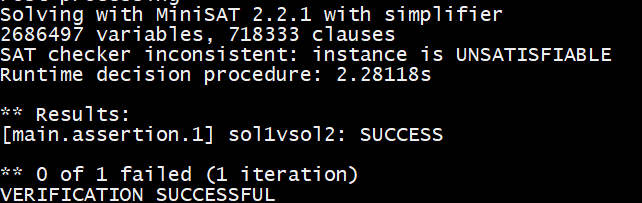 Solving with MiniSAT 2.2.1 with simplifier
2686497 variables, 718333 clauses
SAT checker inconsistent: instance is UNSATISFIABLE
Runtime decision procedure: 2.28118s
** Results:
[main.assertion.1] sol1vsol2: SUCCESS
** 0 of 1 failed (1 iteration)
VERIFICATION SUCCESSFUL